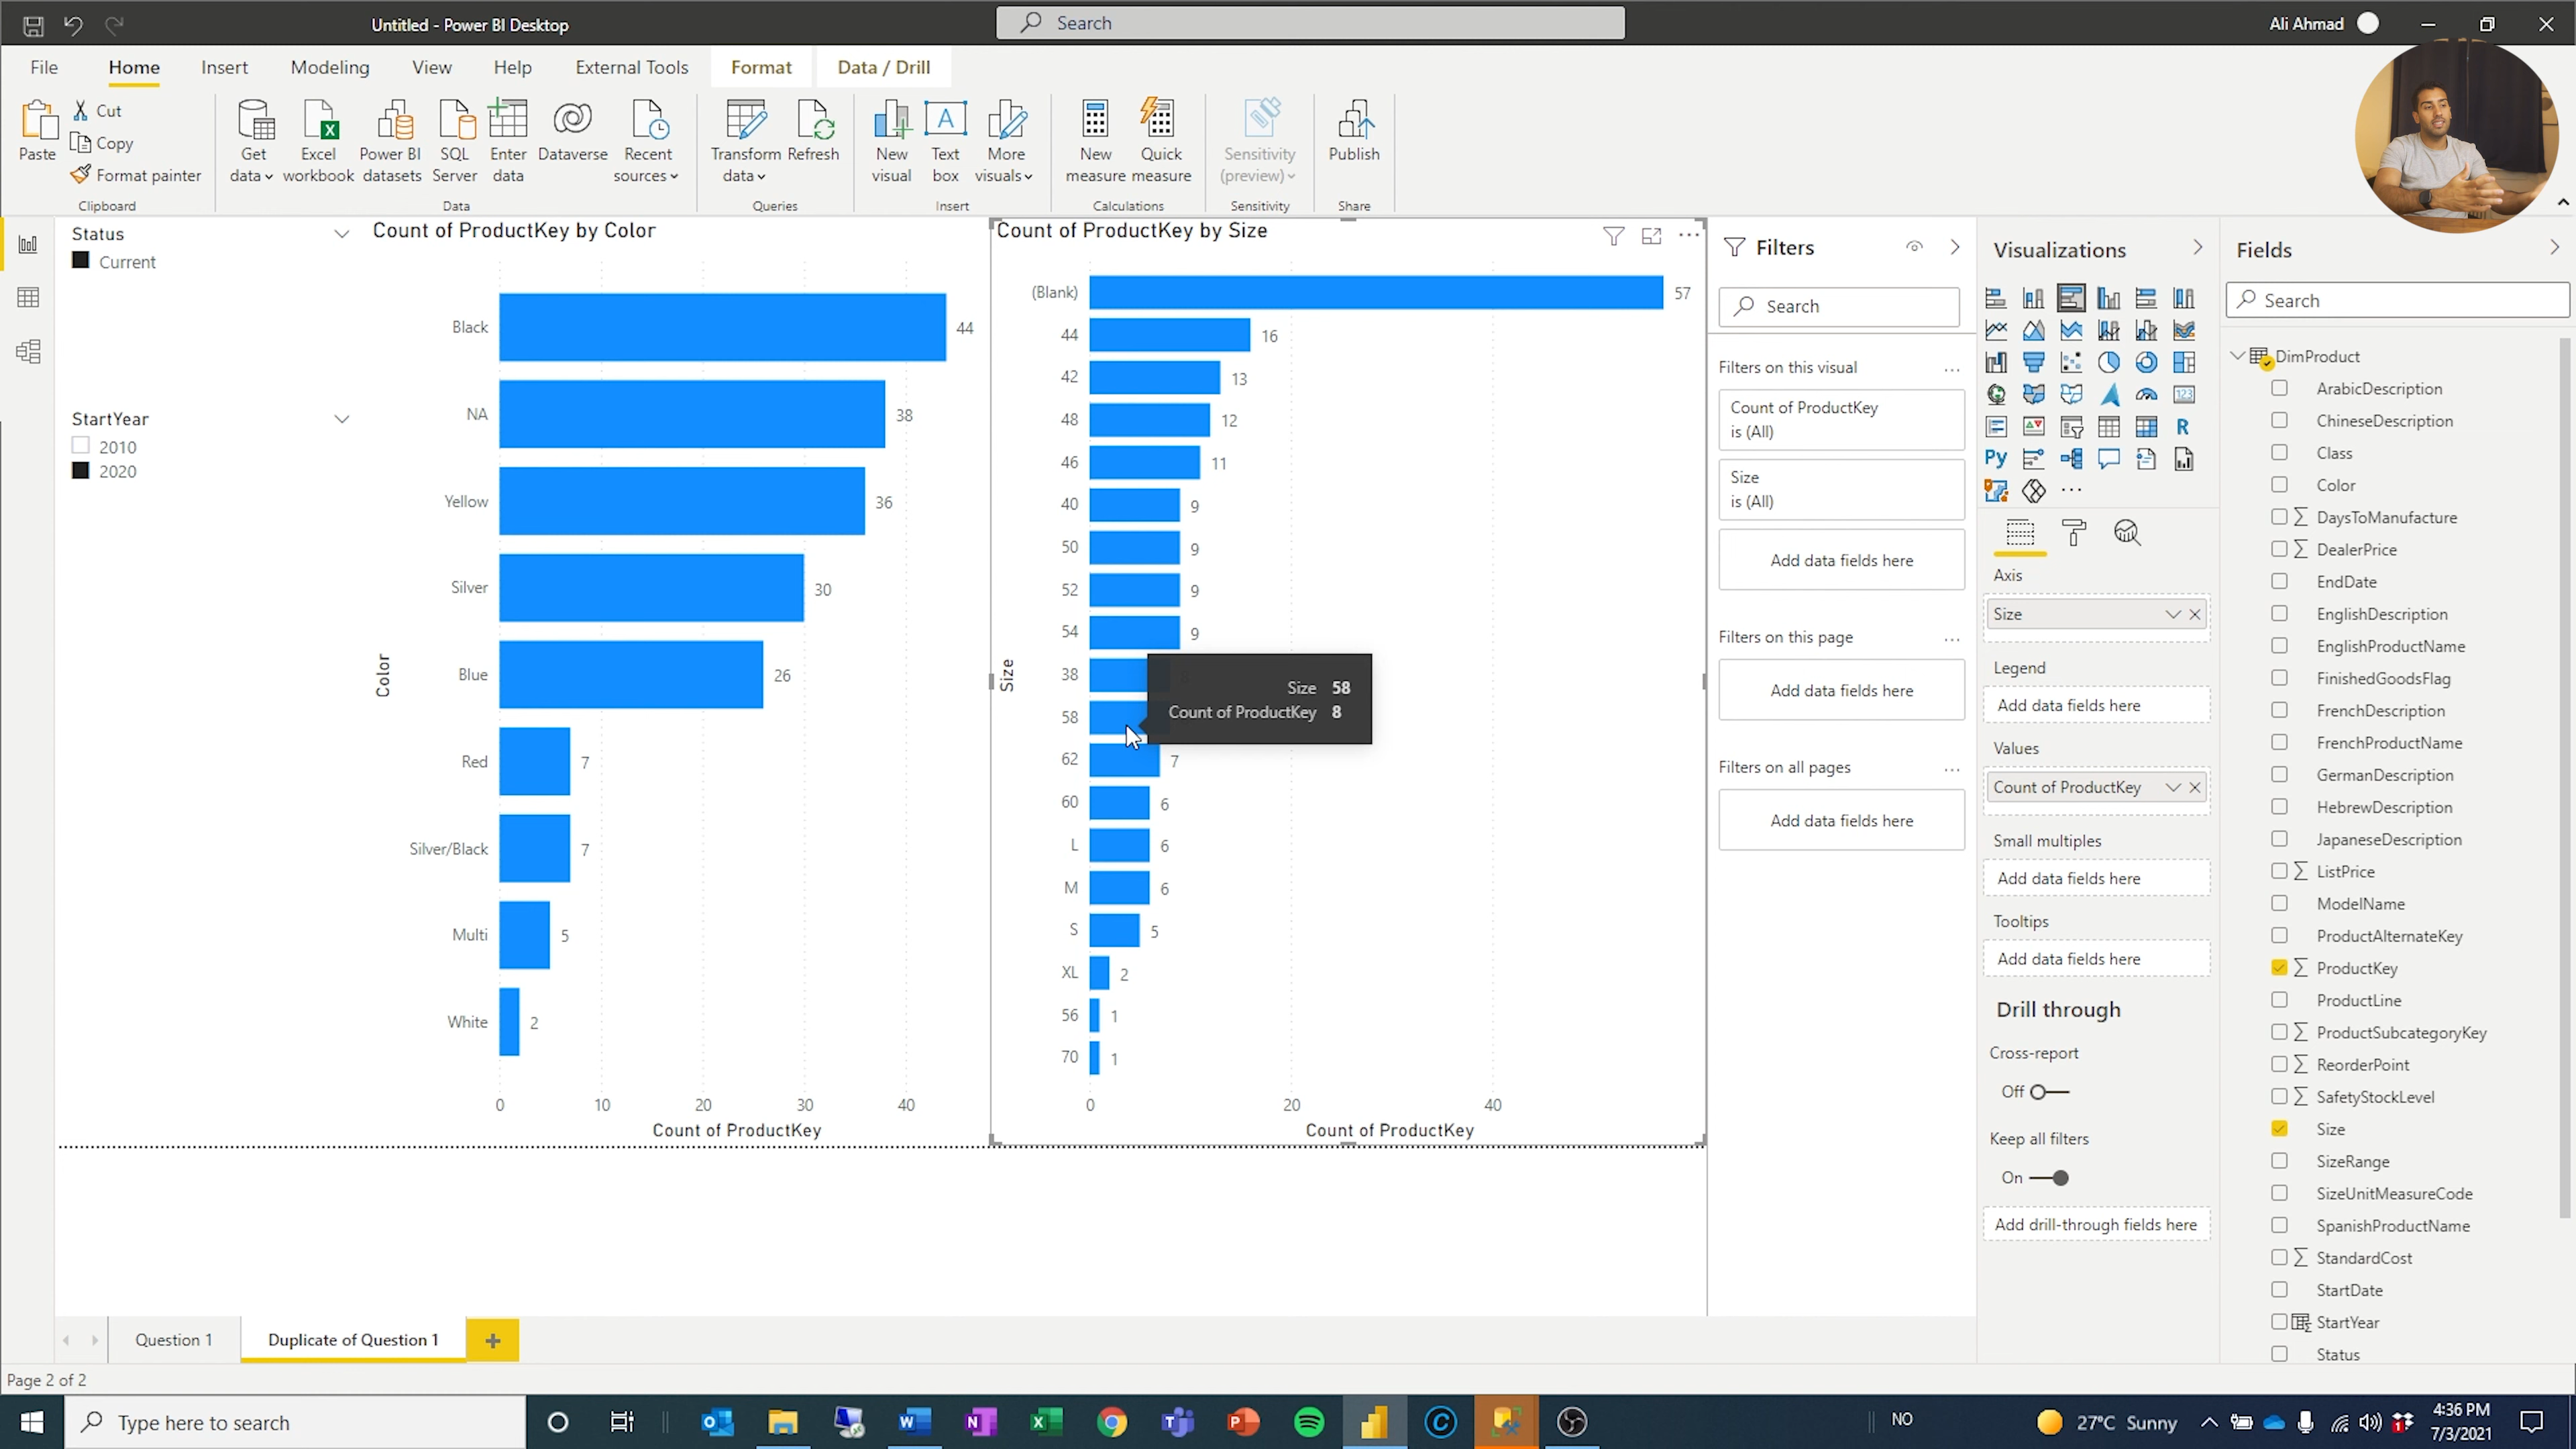 Untitled - Power BI Desktop
Search
Ali Ahmad
File
Home
Insert
Modeling
View
Help
External Tools
Format
Data / Drill
Paste
Cut
Copy
Format painter
Clipboard
Get data
Excel workbook
Power BI datasets
SQL Server
Enter data
Dataverse
Recent sources
Data
Transform data
Refresh
Queries
New visual
A
Text box
More visuals
Insert
New measure
Quick measure
Calculations
Sensitivity (preview)
Sensitivity
Publish
Share
Status
Current
StartYear
2010
2020
Count of ProductKey by Color
Color
Black 44
NA 38
Yellow 36
Silver 30
Blue 26
Red 7
Silver/Black 7
Multi 5
White 2
0 10 20 30 40
Count of ProductKey
Count of ProductKey by Size
Size
(Blank) 57
44 16
42 13
48 12
46 11
40 9
50 9
52 9
54 9
38
58
62 7
60 6
L 6
M 6
S 5
XL 2
56 1
70 1
Size 58
Count of ProductKey 8
0 20 40
Count of ProductKey
Filters
Search
Filters on this visual
Count of ProductKey
is (All)
Size
is (All)
Add data fields here
Filters on this page
Add data fields here
Filters on all pages
Add data fields here
Visualizations
123
R
Py
Axis
Size
Legend
Add data fields here
Values
Count of ProductKey
Small multiples
Add data fields here
Tooltips
Add data fields here
Drill through
Cross-report
Off
Keep all filters
On
Add drill-through fields here
Fields
Search
DimProduct
ArabicDescription
ChineseDescription
Class
Color
DaysToManufacture
DealerPrice
EndDate
EnglishDescription
EnglishProductName
FinishedGoodsFlag
FrenchDescription
FrenchProductName
GermanDescription
HebrewDescription
JapaneseDescription
ListPrice
ModelName
ProductAlternateKey
ProductKey
ProductLine
ProductSubcategoryKey
ReorderPoint
SafetyStockLevel
Size
SizeRange
SizeUnitMeasureCode
SpanishProductName
StandardCost
StartDate
StartYear
Status
Question 1
Duplicate of Question 1
Page 2 of 2
Type here to search
NO
27°C Sunny
4:36 PM
7/3/2021